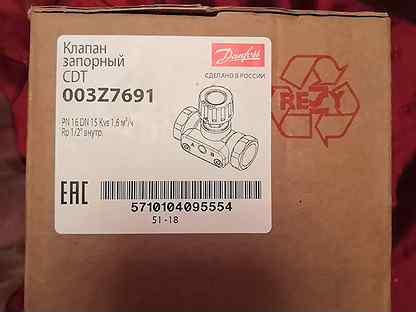 Клапан
запорный
CDT
003Z7691
PN 16 DN 15 Kvs 1,6 м³/ч
Rp 1/2" внутр.
Danfoss
СДЕЛАНО В РОССИИ
A B
EAC
5710104095554
51-18
REZY